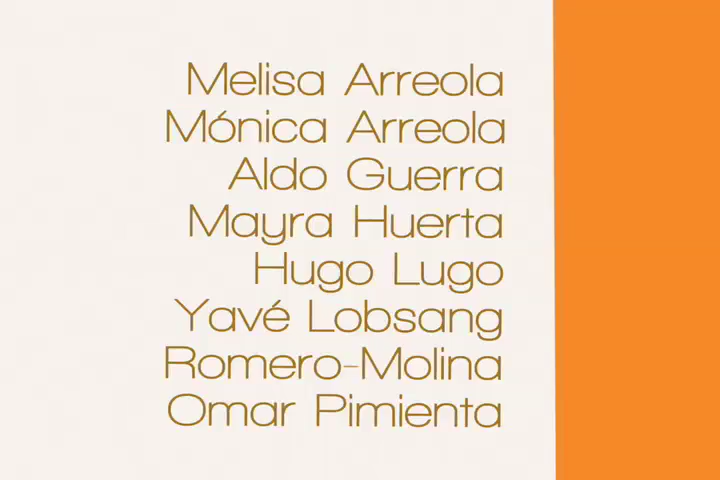 Melisa Arreola
Mónica Arreola
Aldo Guerra
Mayra Huerta
Hugo Lugo
Yavé Lobsang
Romero-Molina
Omar Pimienta